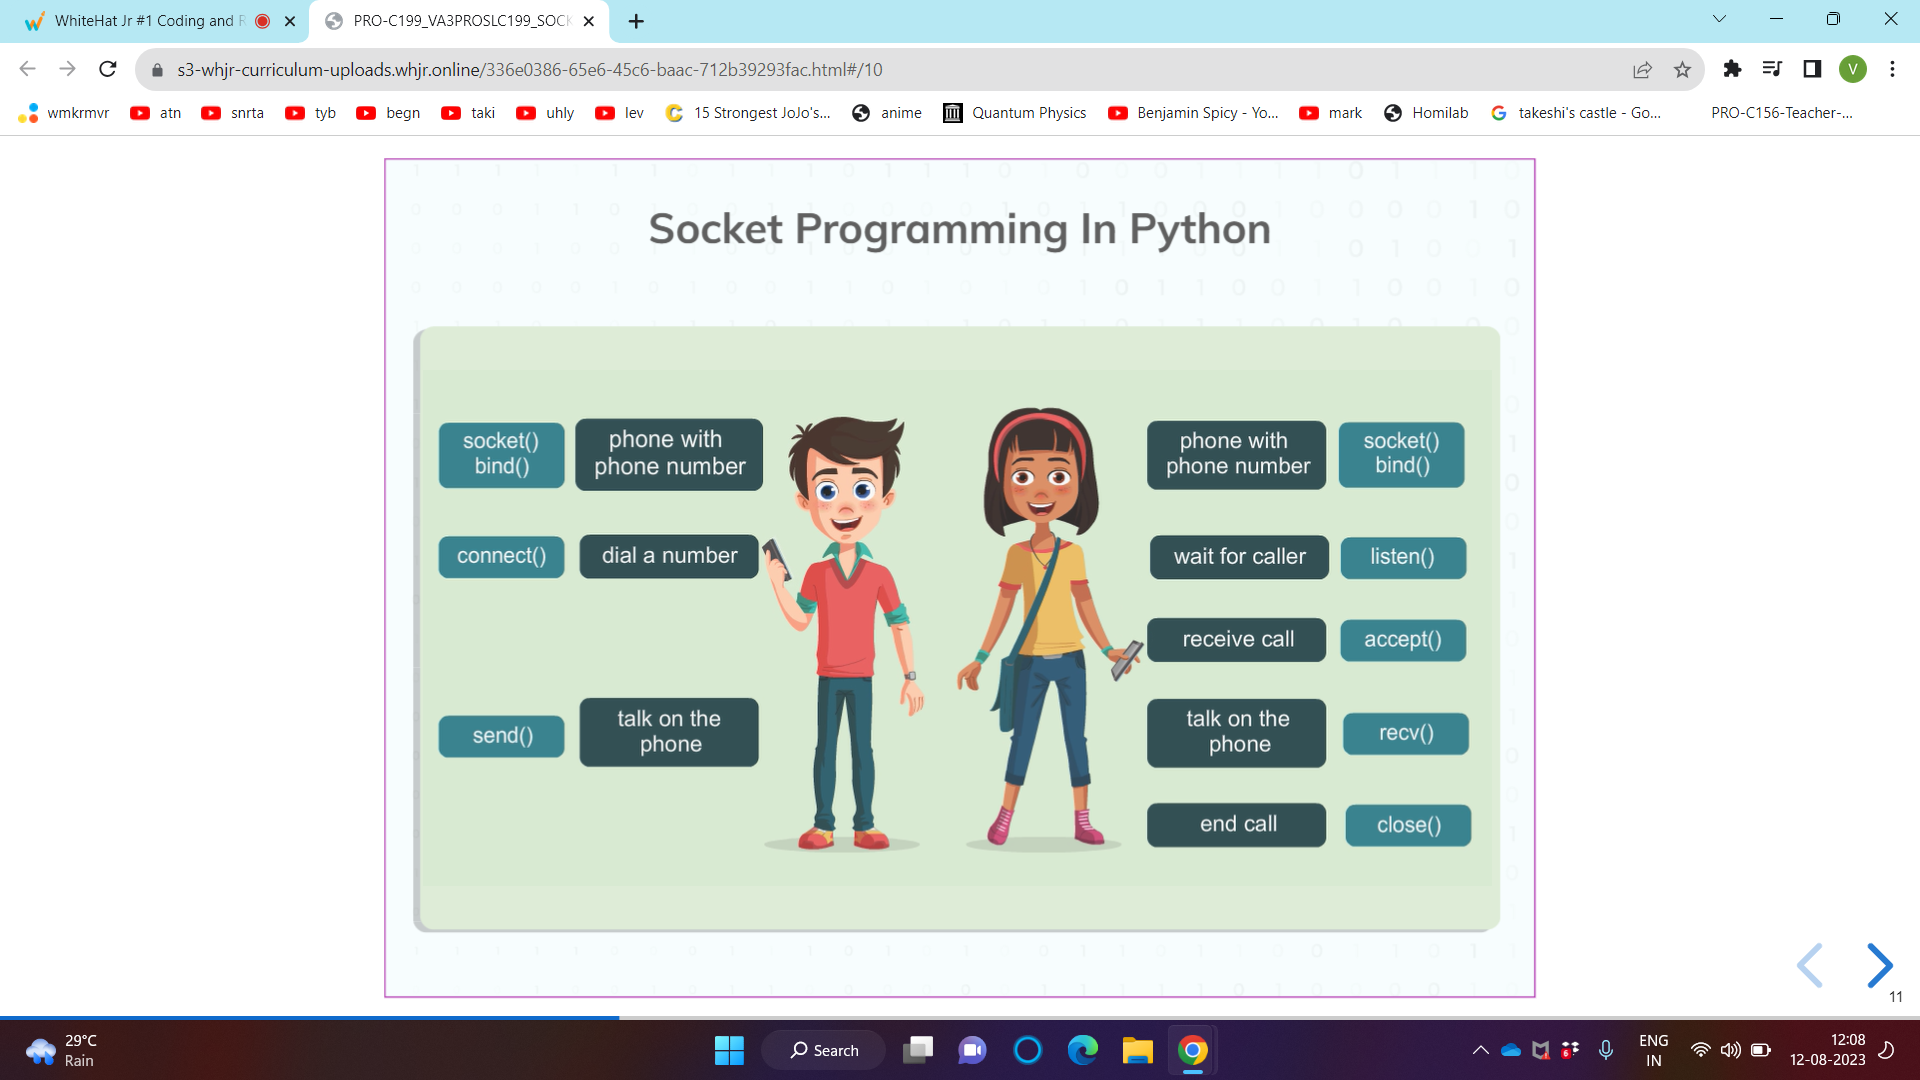 WhiteHat Jr #1 Coding and R
PRO-C199_VA3PROSLC199_SOCK
s3-whjr-curriculum-uploads.whjr.online/336e0386-65e6-45c6-baac-712b39293fac.html#/10
V
wmkrmvr
atn
snrta
tyb
begn
taki
uhly
lev
15 Strongest JoJo's...
anime
Quantum Physics
Benjamin Spicy - Yo...
mark
Homilab
takeshi's castle - Go...
PRO-C156-Teacher-...
Socket Programming In Python
socket()
bind()
phone with
phone number
connect()
dial a number
send()
talk on the
phone
phone with
phone number
socket()
bind()
wait for caller
listen()
receive call
accept()
talk on the
phone
recv()
end call
close()
11
29°C
Rain
Search
6
ENG
IN
12:08
12-08-2023